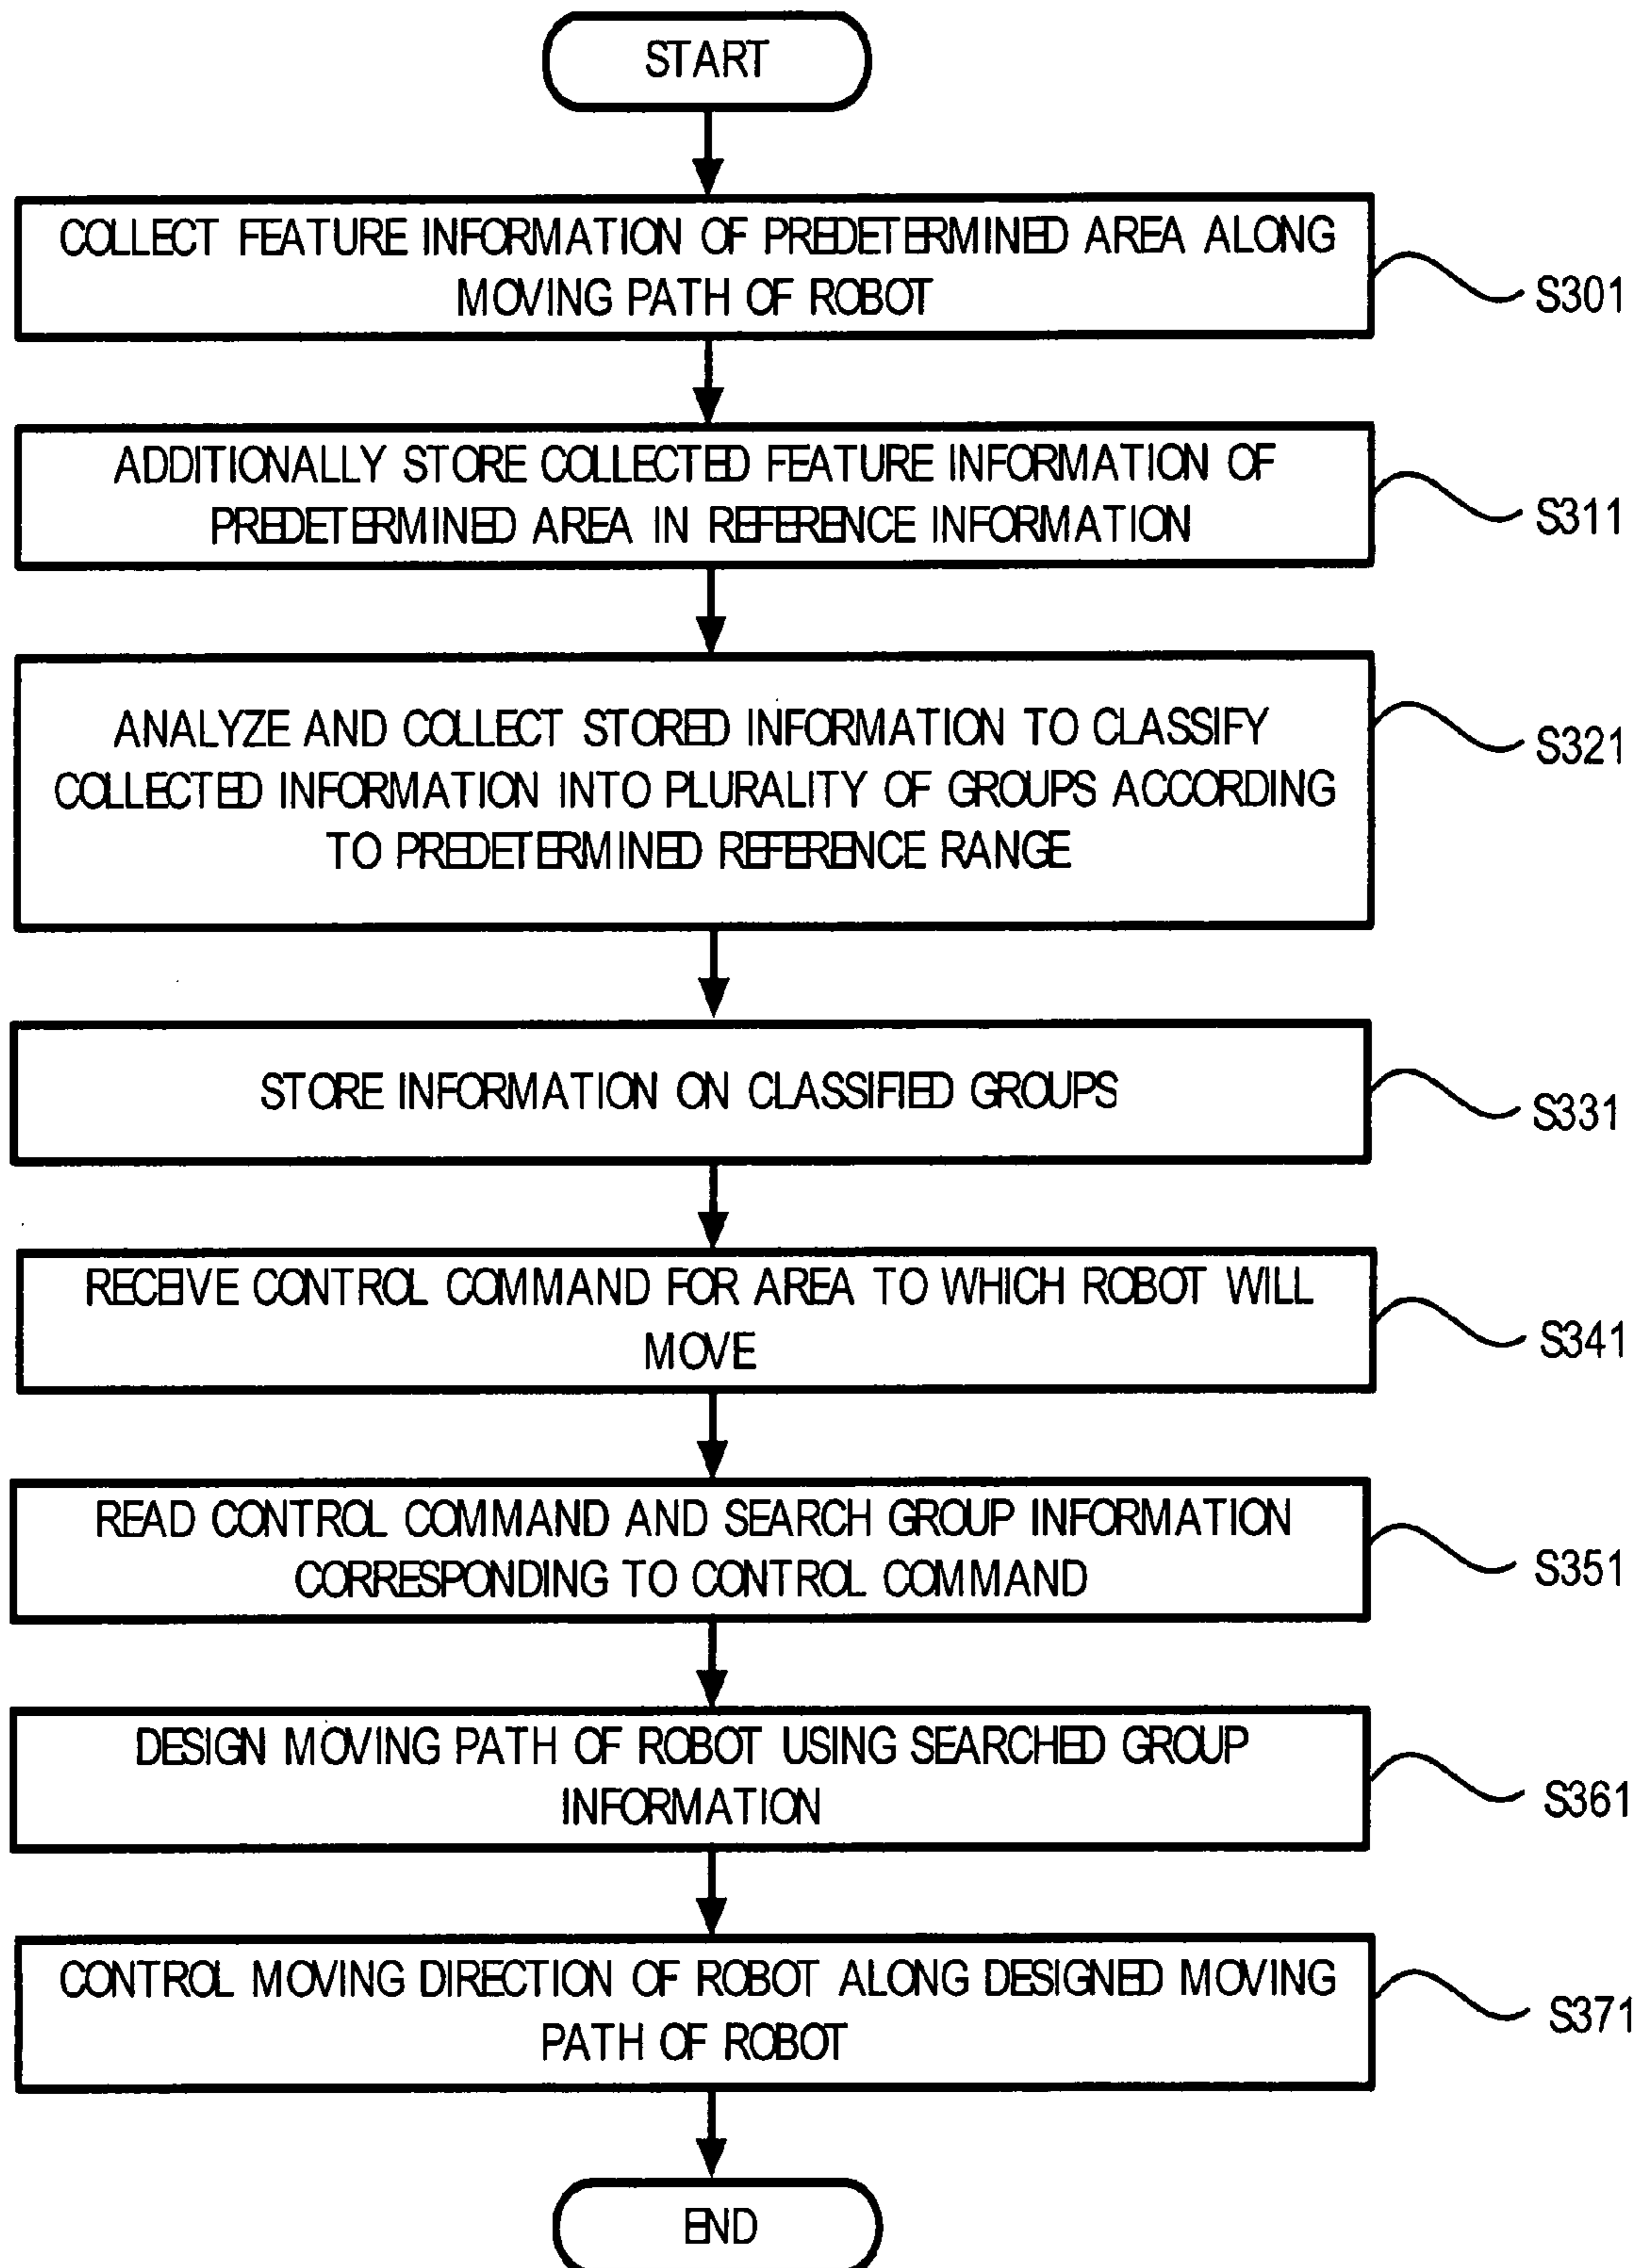 START
COLLECT FEATURE INFORMATION OF PREDETERMINED AREA ALONG
MOVING PATH OF ROBOT
S301
ADDITIONALLY STORE COLLECTED FEATURE INFORMATION OF
PREDETERMINED AREA IN REFERENCE INFORMATION
S311
ANALYZE AND COLLECT STORED INFORMATION TO CLASSIFY
COLLECTED INFORMATION INTO PLURALITY OF GROUPS ACCORDING
TO PREDETERMINED REFERENCE RANGE
S321
STORE INFORMATION ON CLASSIFIED GROUPS
S331
RECEIVE CONTROL COMMAND FOR AREA TO WHICH ROBOT WILL
MOVE
S341
READ CONTROL COMMAND AND SEARCH GROUP INFORMATION
CORRESPONDING TO CONTROL COMMAND
S351
DESIGN MOVING PATH OF ROBOT USING SEARCHED GROUP
INFORMATION
S361
CONTROL MOVING DIRECTION OF ROBOT ALONG DESIGNED MOVING
PATH OF ROBOT
S371
END